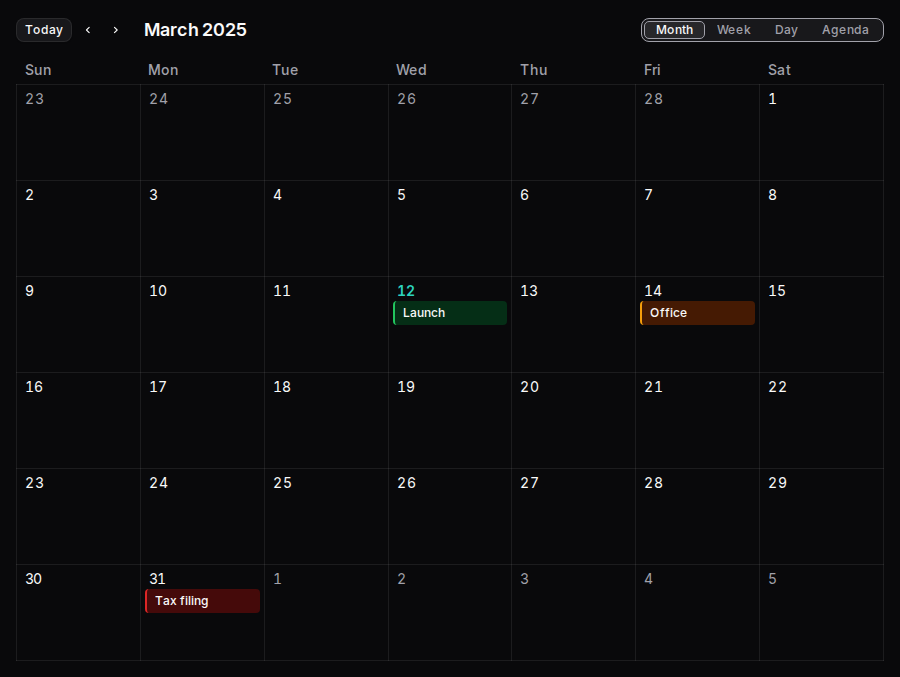 Today ‹ › March 2025 Month Week Day Agenda
Sun Mon Tue Wed Thu Fri Sat
23 24 25 26 27 28 1
2 3 4 5 6 7 8
9 10 11 12 13 14 15
Launch Office
16 17 18 19 20 21 22
23 24 25 26 27 28 29
30 31 1 2 3 4 5
Tax filing